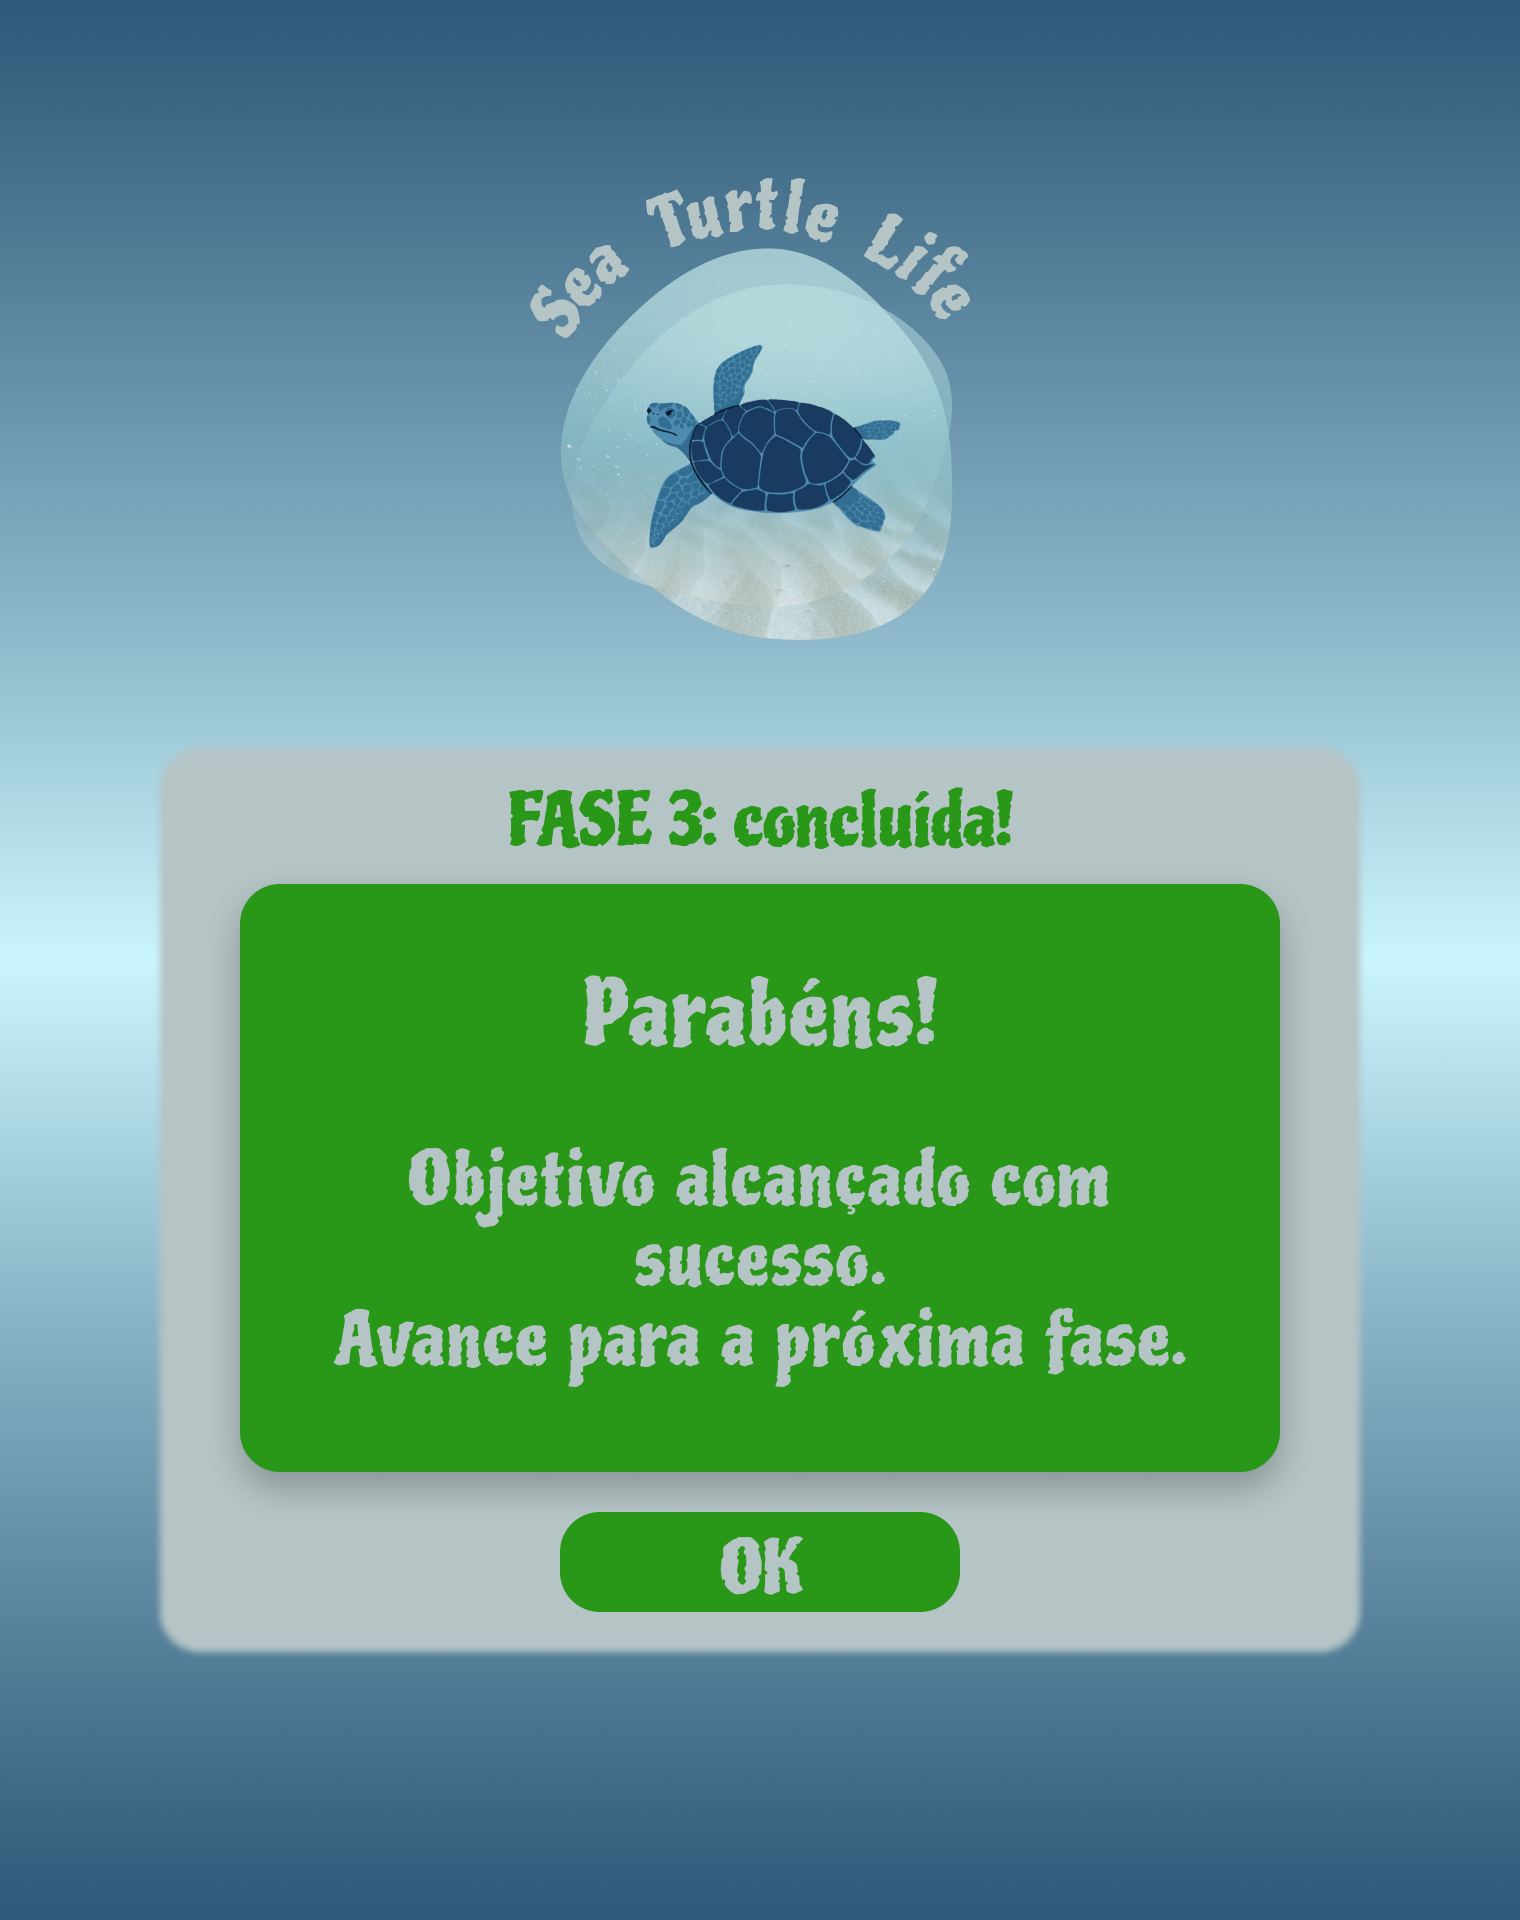 Sea Turtle Life
FASE 3: concluída!
Parabéns!
Objetivo alcançado com
sucesso.
Avance para a próxima fase.
OK